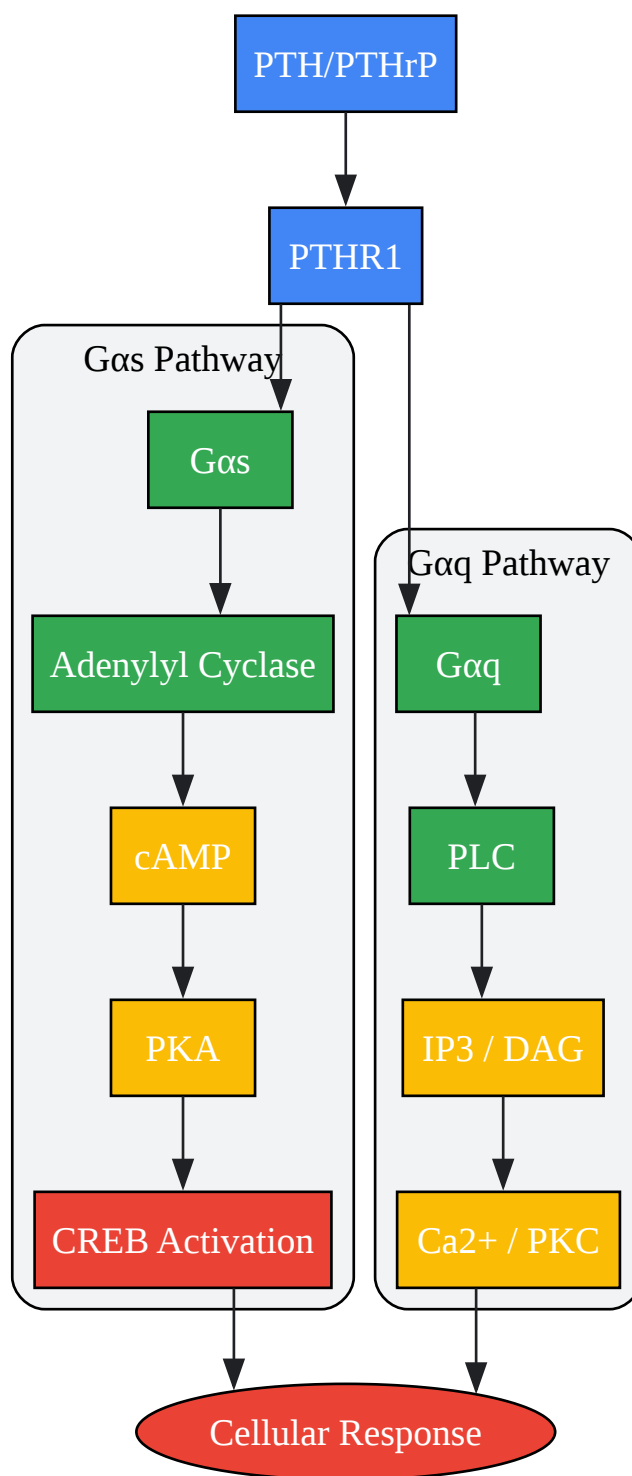 PTH/PTHrP
PTHR1
Gαs Pathway
Gαs
Adenylyl Cyclase
cAMP
PKA
CREB Activation
Gαq Pathway
Gαq
PLC
IP3 / DAG
Ca2+ / PKC
Cellular Response